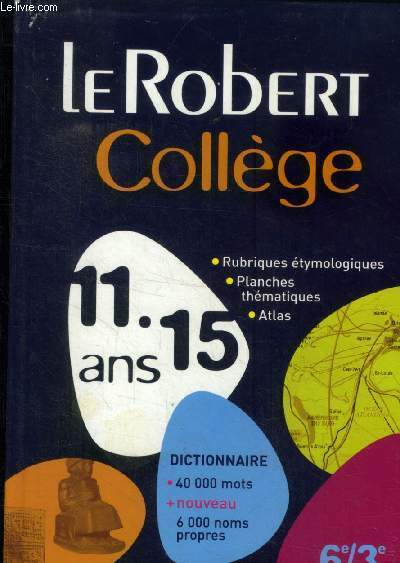 Le-livre.com
LE ROBERT
Collège
11.15
ans
• Rubriques étymologiques
• Planches
thématiques
• Atlas
DICTIONNAIRE
• 40 000 mots
+ nouveau
6 000 noms
propres
6e/3e